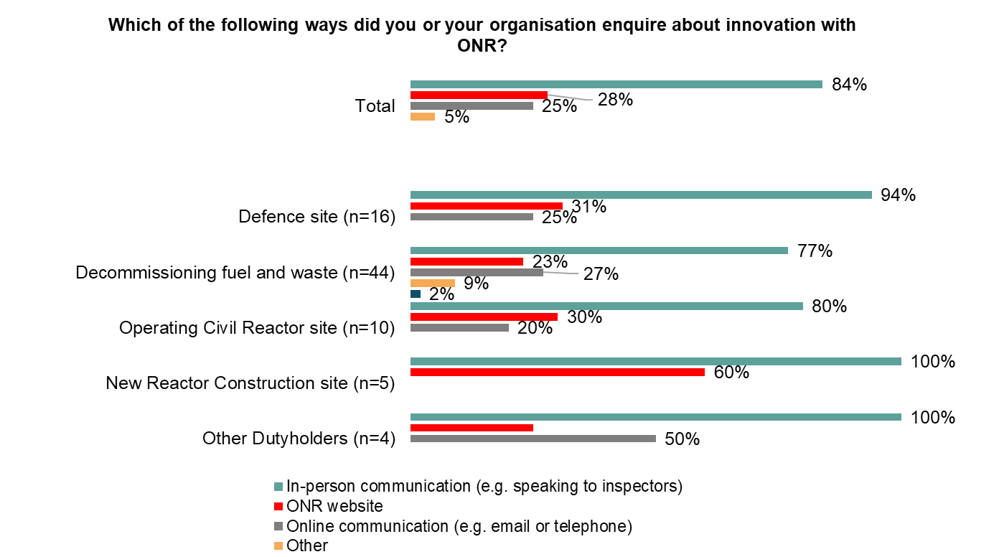 Which of the following ways did you or your organisation enquire about innovation with
ONR?
Total
84%
28%
25%
5%
Defence site (n=16)
94%
31%
25%
Decommissioning fuel and waste (n=44)
77%
23%
27%
9%
2%
Operating Civil Reactor site (n=10)
80%
30%
20%
New Reactor Construction site (n=5)
100%
60%
Other Dutyholders (n=4)
100%
50%
In-person communication (e.g. speaking to inspectors)
ONR website
Online communication (e.g. email or telephone)
Other